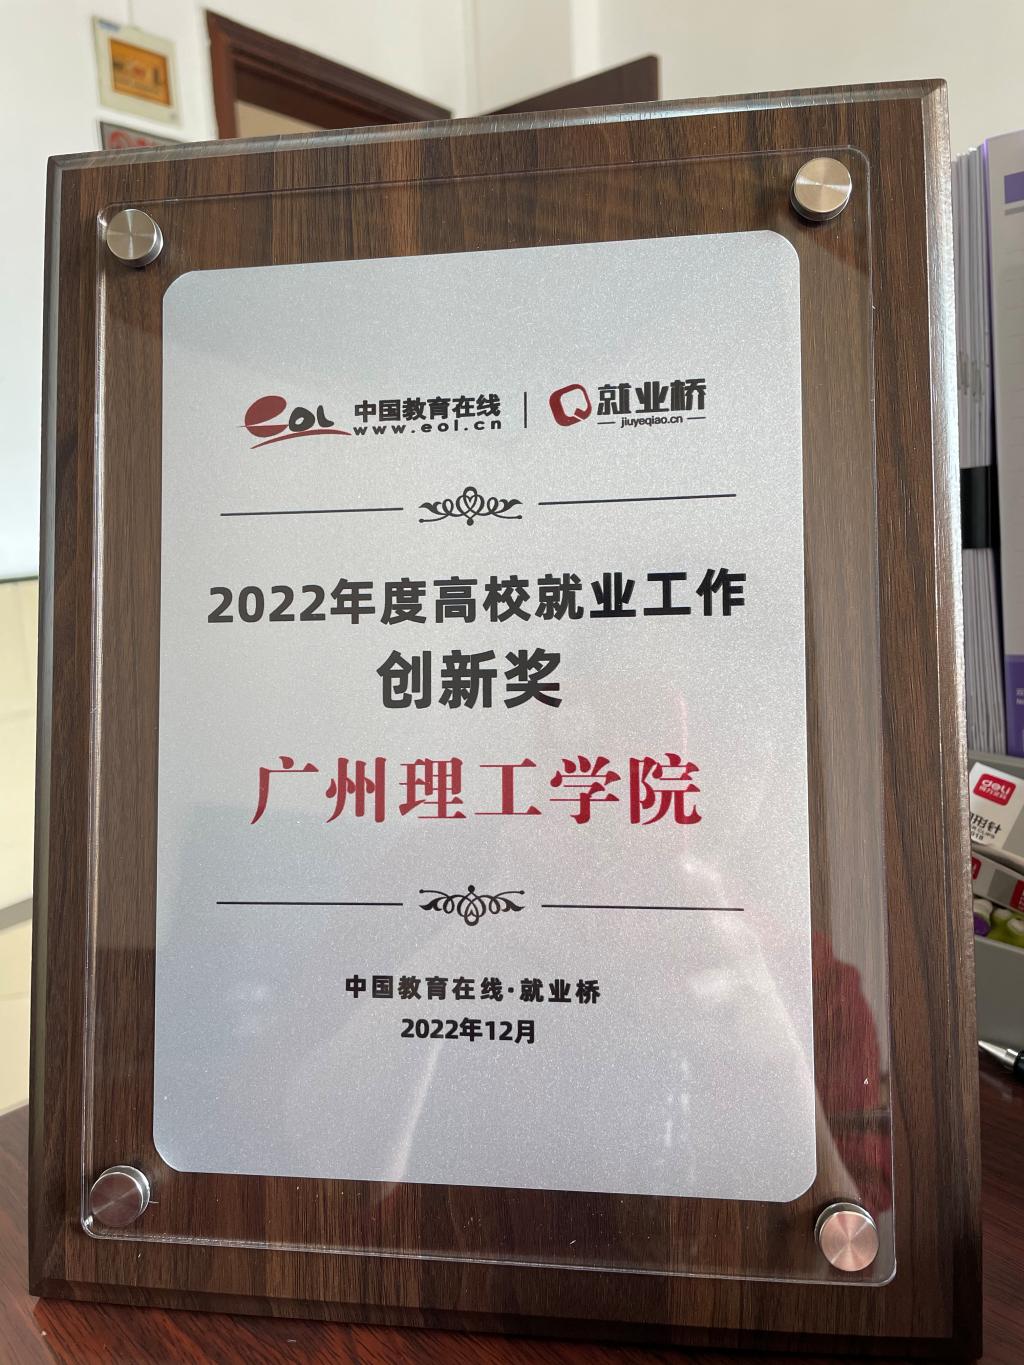 eol 中国教育在线 | 就业桥
www.eol.cn jiuyeqiao.cn
2022年度高校就业工作
创新奖
广州理工学院
中国教育在线·就业桥
2022年12月
deli